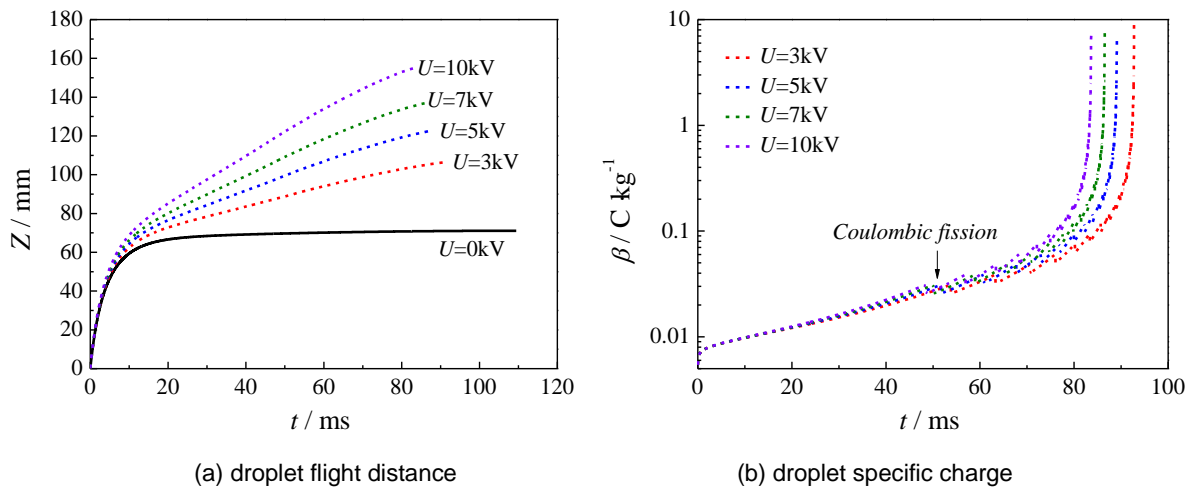 180
160
140
120
100
80
60
40
20
0
Z / mm
U=10kV
U=7kV
U=5kV
U=3kV
U=0kV
0 20 40 60 80 100 120
t / ms
(a) droplet flight distance
10
1
0.1
0.01
β / C kg⁻¹
U=3kV
U=5kV
U=7kV
U=10kV
Coulombic fission
0 20 40 60 80 100
t / ms
(b) droplet specific charge